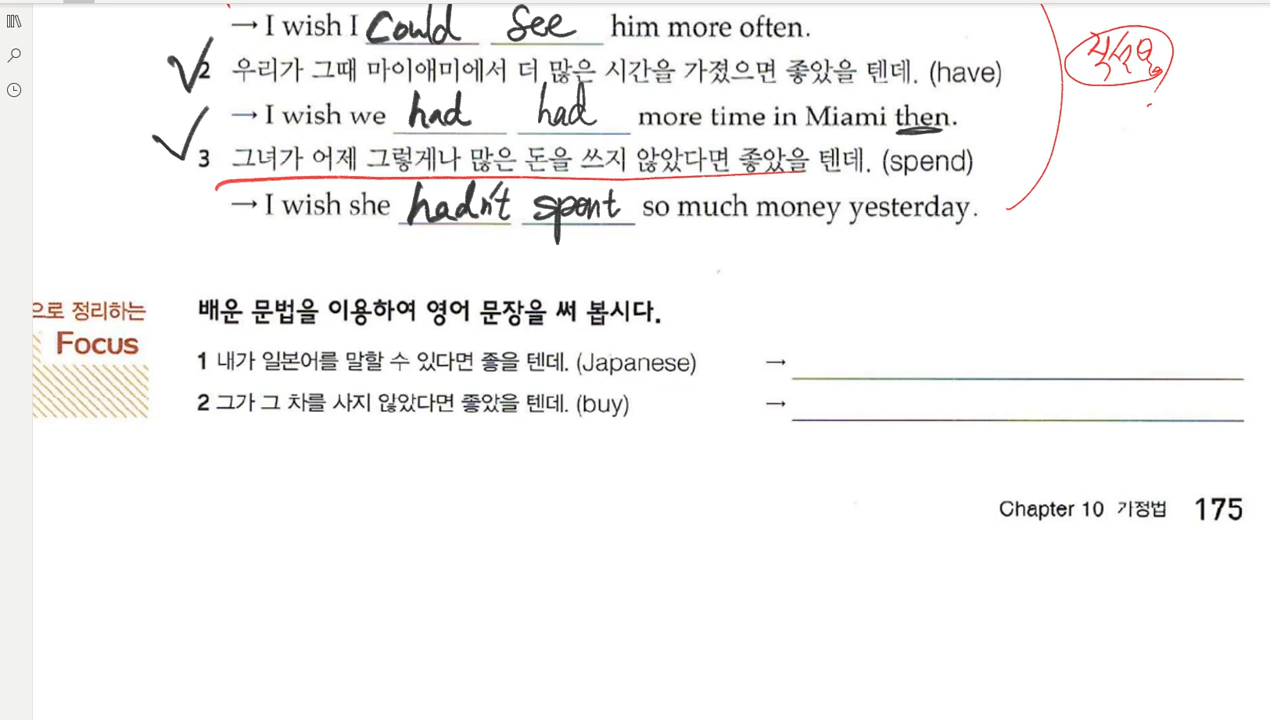 → I wish I could see him more often.
2 우리가 그때 마이애미에서 더 많은 시간을 가졌으면 좋았을 텐데. (have)
→ I wish we had had more time in Miami then.
3 그녀가 어제 그렇게나 많은 돈을 쓰지 않았다면 좋았을 텐데. (spend)
→ I wish she hadn't spent so much money yesterday.
으로 정리하는
Focus
배운 문법을 이용하여 영어 문장을 써 봅시다.
1 내가 일본어를 말할 수 있다면 좋을 텐데. (Japanese) →
2 그가 그 차를 사지 않았다면 좋았을 텐데. (buy) →
Chapter 10 가정법 175